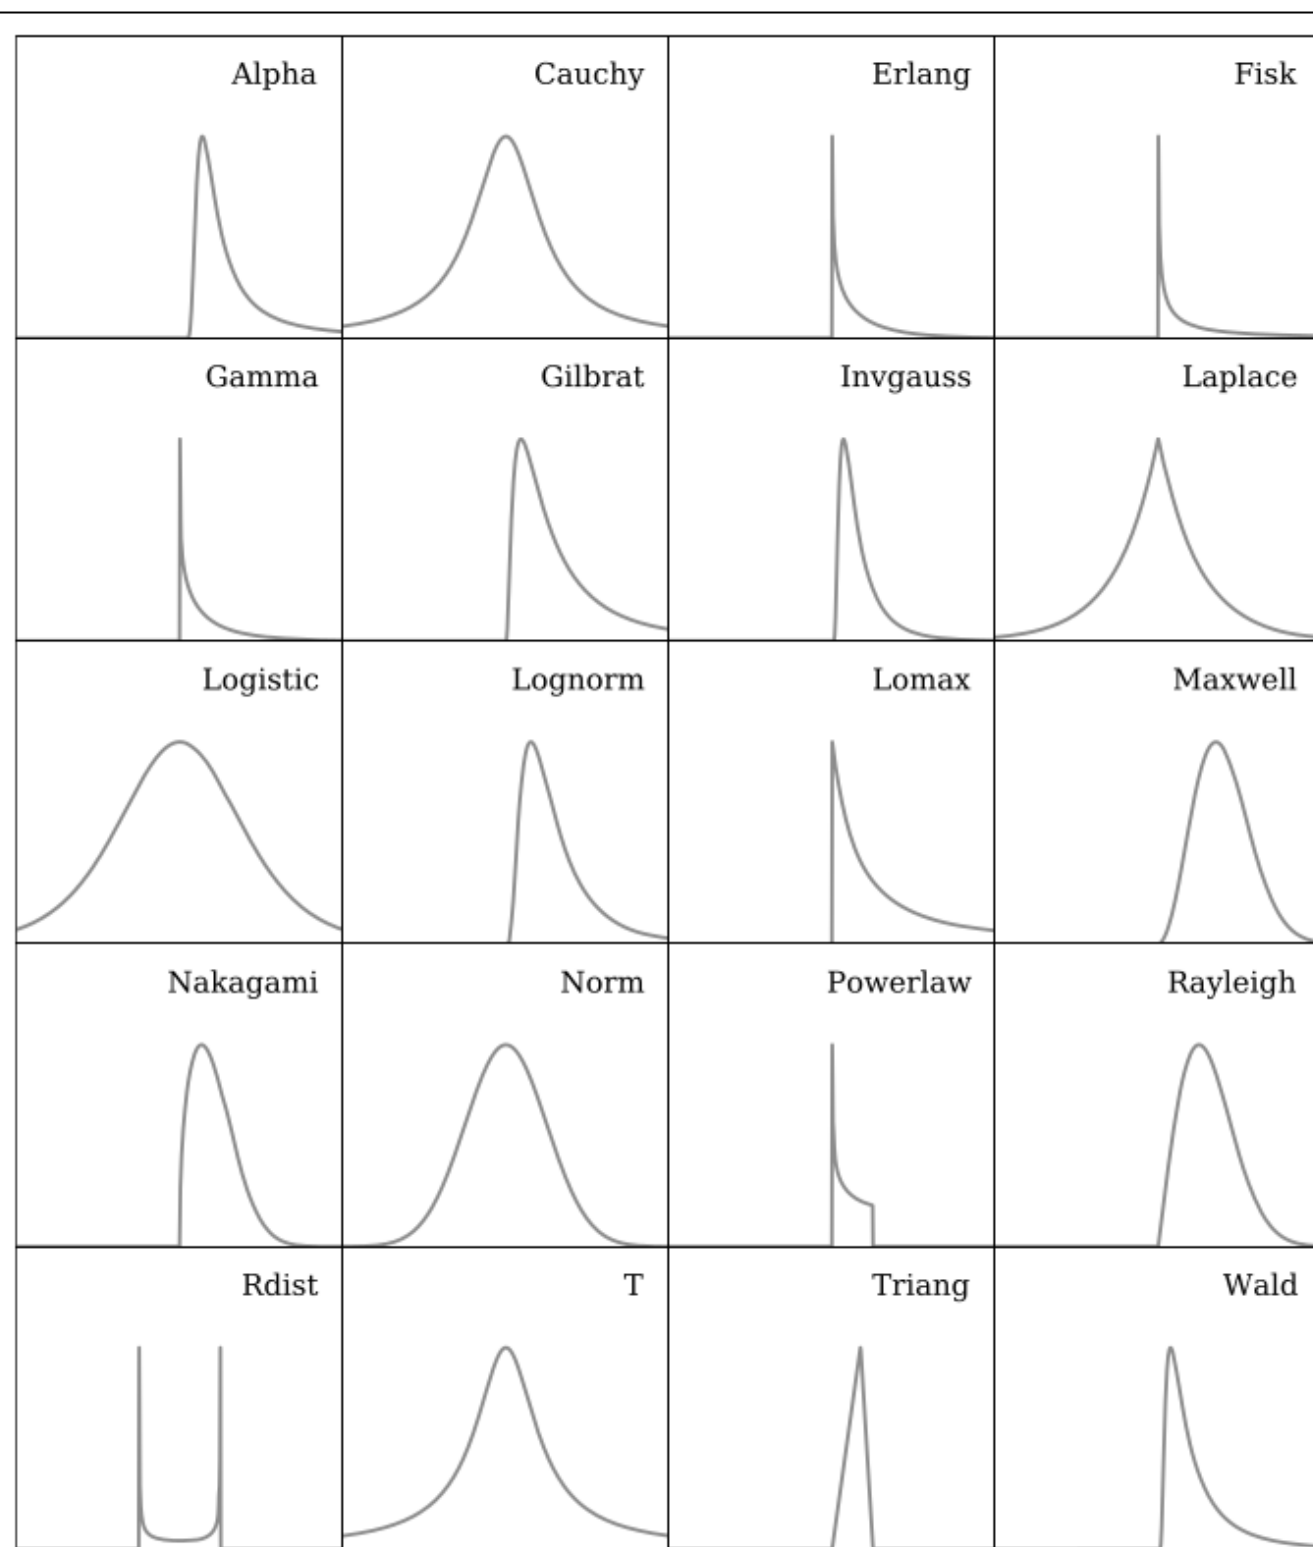 Alpha
Cauchy
Erlang
Fisk
Gamma
Gilbrat
Invgauss
Laplace
Logistic
Lognorm
Lomax
Maxwell
Nakagami
Norm
Powerlaw
Rayleigh
Rdist
T
Triang
Wald